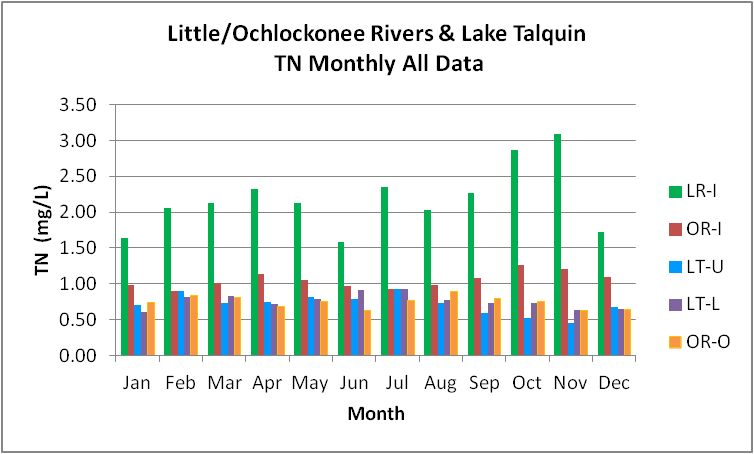 Little/Ochlockonee Rivers & Lake Talquin
TN Monthly All Data
TN (mg/L)
3.50
3.00
2.50
2.00
1.50
1.00
0.50
0.00
Jan Feb Mar Apr May Jun Jul Aug Sep Oct Nov Dec
Month
LR-I
OR-I
LT-U
LT-L
OR-O